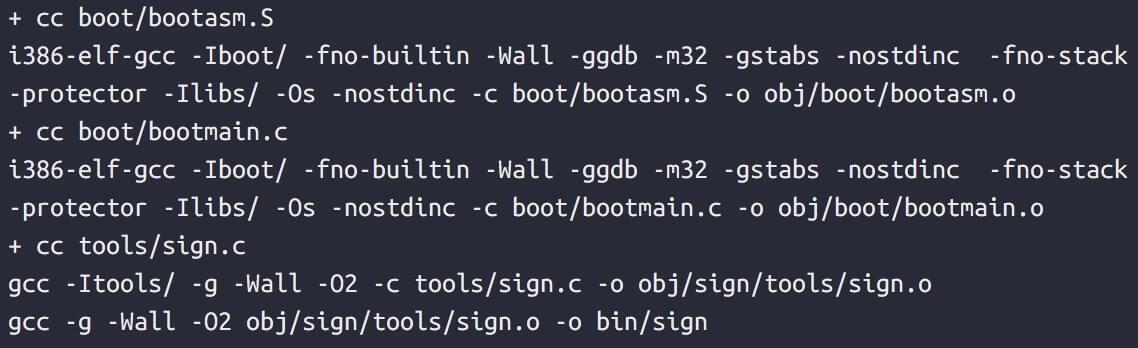 + cc boot/bootasm.S
i386-elf-gcc -Iboot/ -fno-builtin -Wall -ggdb -m32 -gstabs -nostdinc  -fno-stack
-protector -Ilibs/ -Os -nostdinc -c boot/bootasm.S -o obj/boot/bootasm.o
+ cc boot/bootmain.c
i386-elf-gcc -Iboot/ -fno-builtin -Wall -ggdb -m32 -gstabs -nostdinc  -fno-stack
-protector -Ilibs/ -Os -nostdinc -c boot/bootmain.c -o obj/boot/bootmain.o
+ cc tools/sign.c
gcc -Itools/ -g -Wall -O2 -c tools/sign.c -o obj/sign/tools/sign.o
gcc -g -Wall -O2 obj/sign/tools/sign.o -o bin/sign